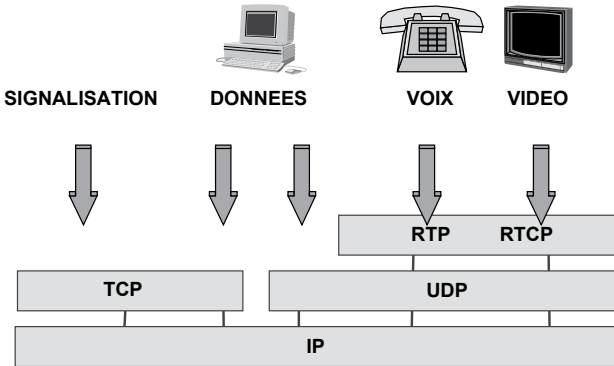 SIGNALISATION DONNEES VOIX VIDEO
RTP RTCP
TCP UDP
IP